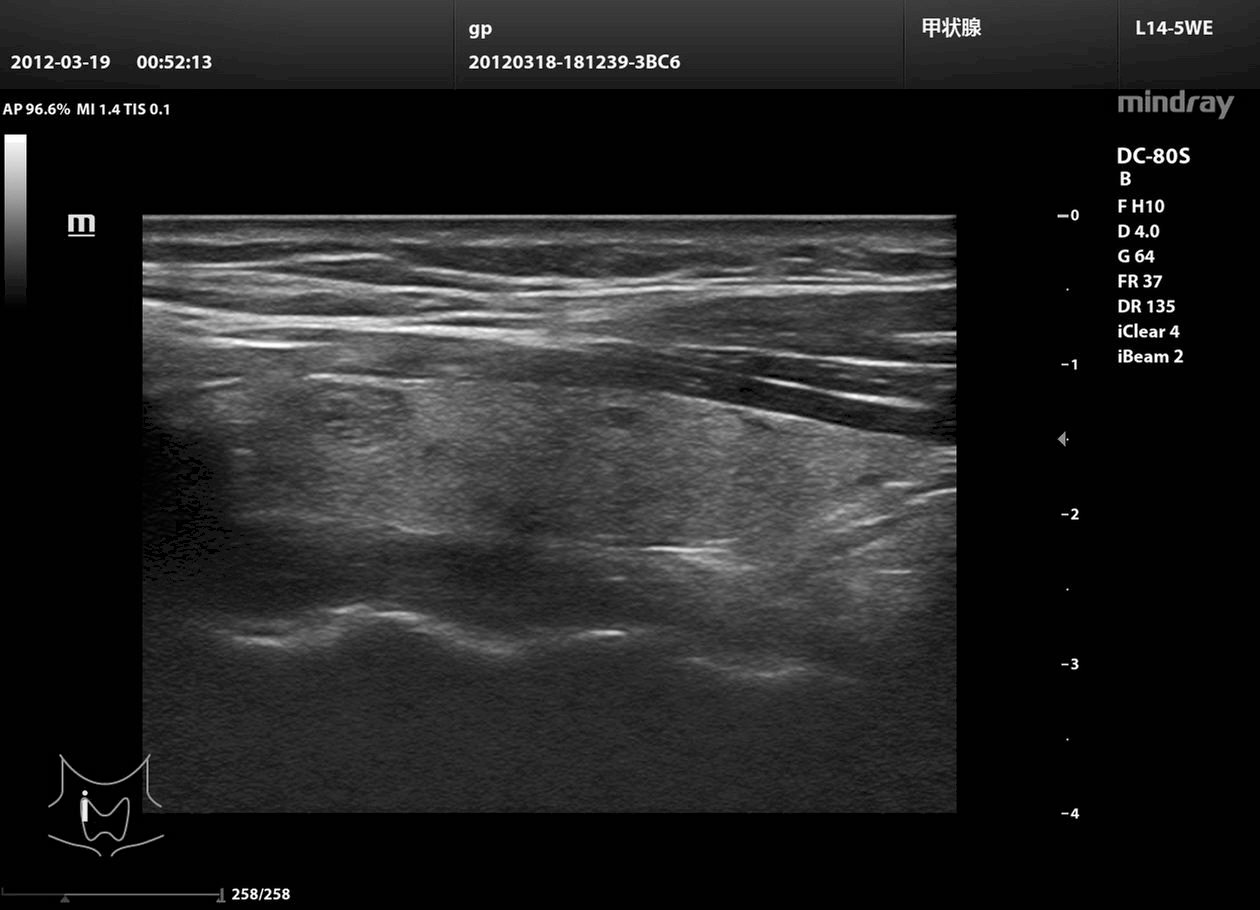 gp
甲状腺
L14-5WE
2012-03-19 00:52:13
20120318-181239-3BC6
AP 96.6% MI 1.4 TIS 0.1
mindray
DC-80S
B
F H10
D 4.0
G 64
FR 37
DR 135
iClear 4
iBeam 2
m
0
1
2
3
4
258/258